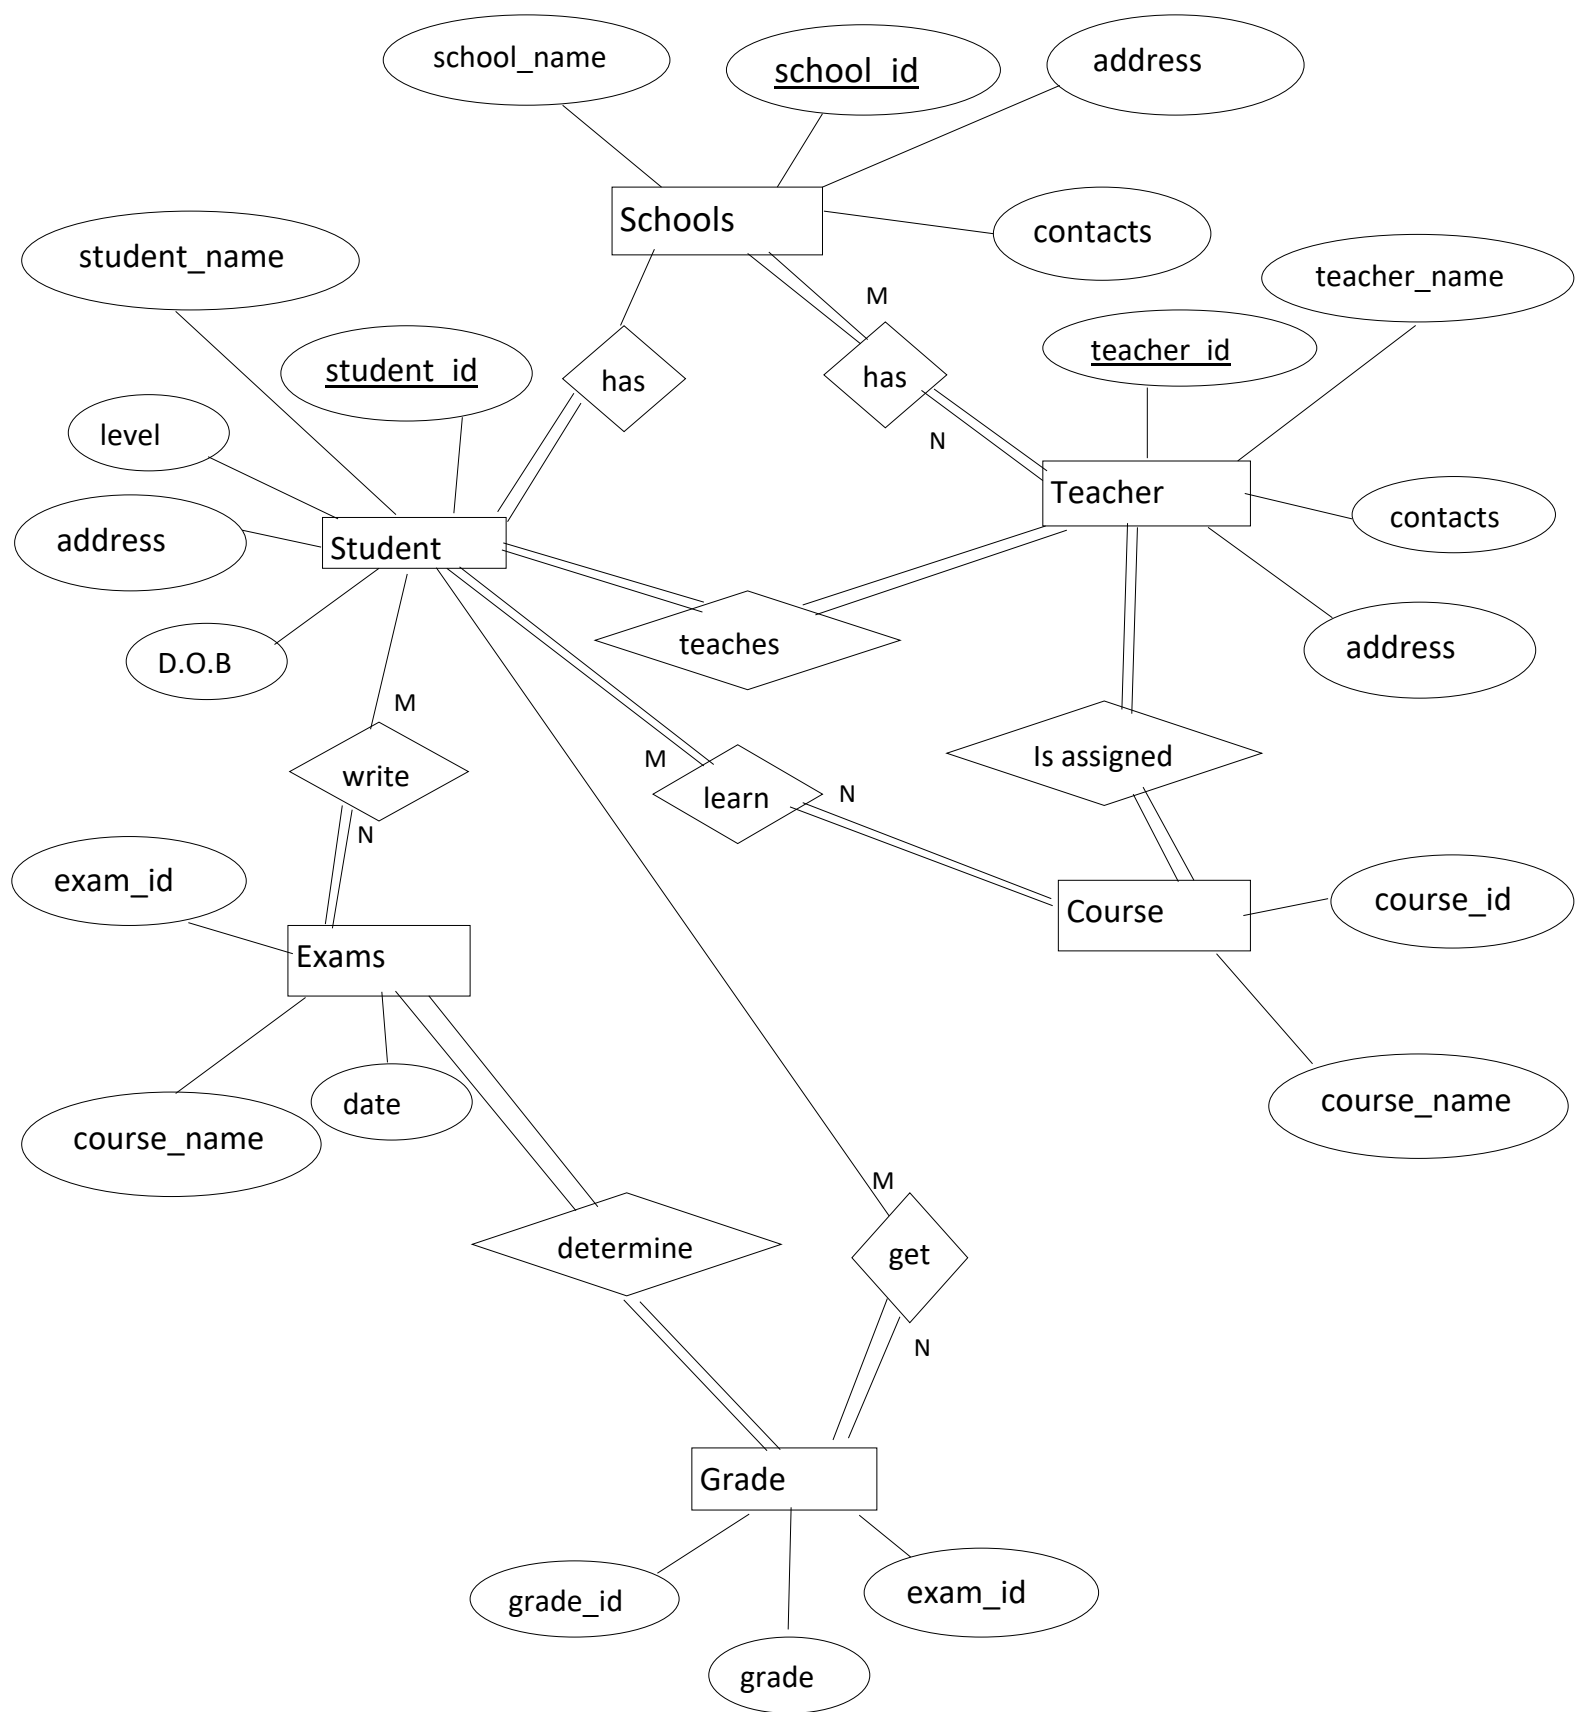 school_name
school_id
address
Schools
contacts
student_name
teacher_name
M
student_id
teacher_id
has
has
level
N
Teacher
contacts
address
Student
teaches
address
D.O.B
M
write
M
learn
N
Is assigned
N
exam_id
Course
course_id
Exams
date
course_name
course_name
M
determine
get
N
Grade
grade_id
exam_id
grade